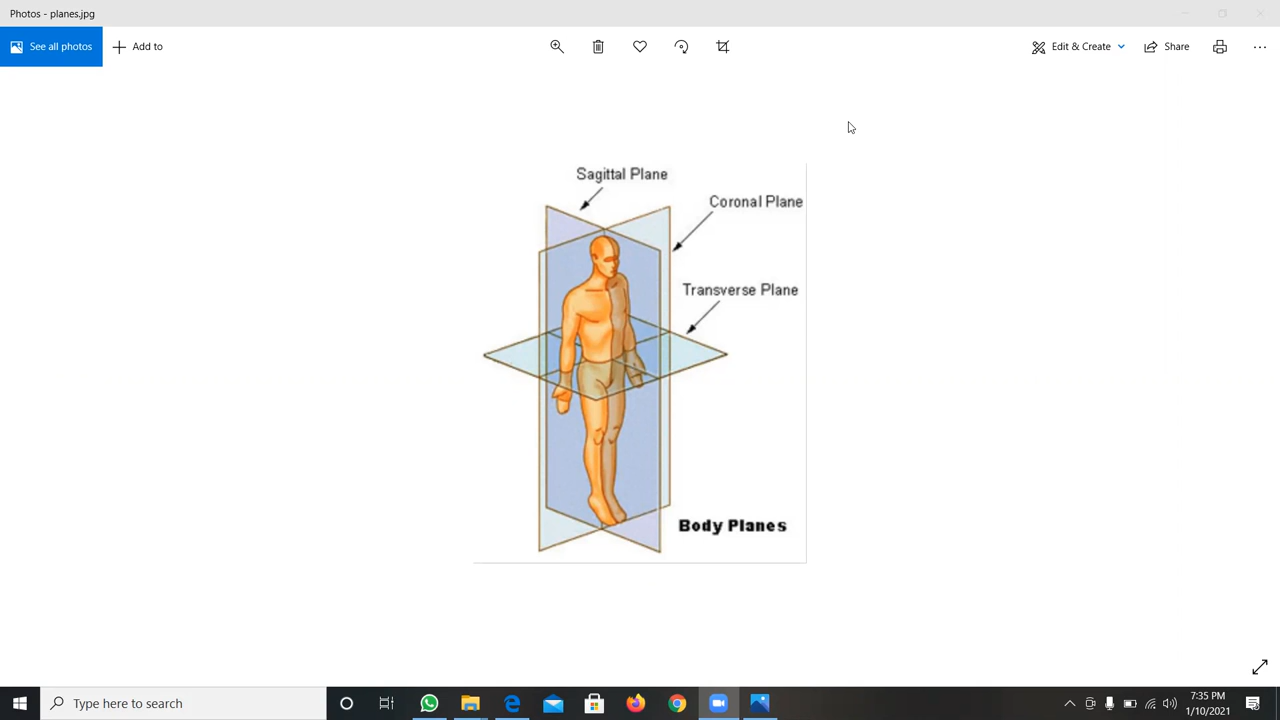 Photos - planes.jpg
See all photos
Add to
Edit & Create
Share
Sagittal Plane
Coronal Plane
Transverse Plane
Body Planes
Type here to search
7:35 PM
1/10/2021